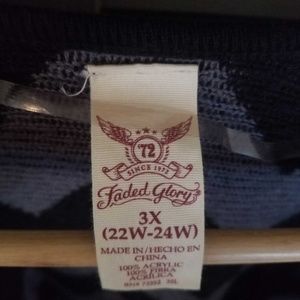 72
SINCE 1972
Faded Glory
3X
(22W-24W)
MADE IN/HECHO EN
CHINA
100% ACRYLIC
100% FIBRA
ACRILICA